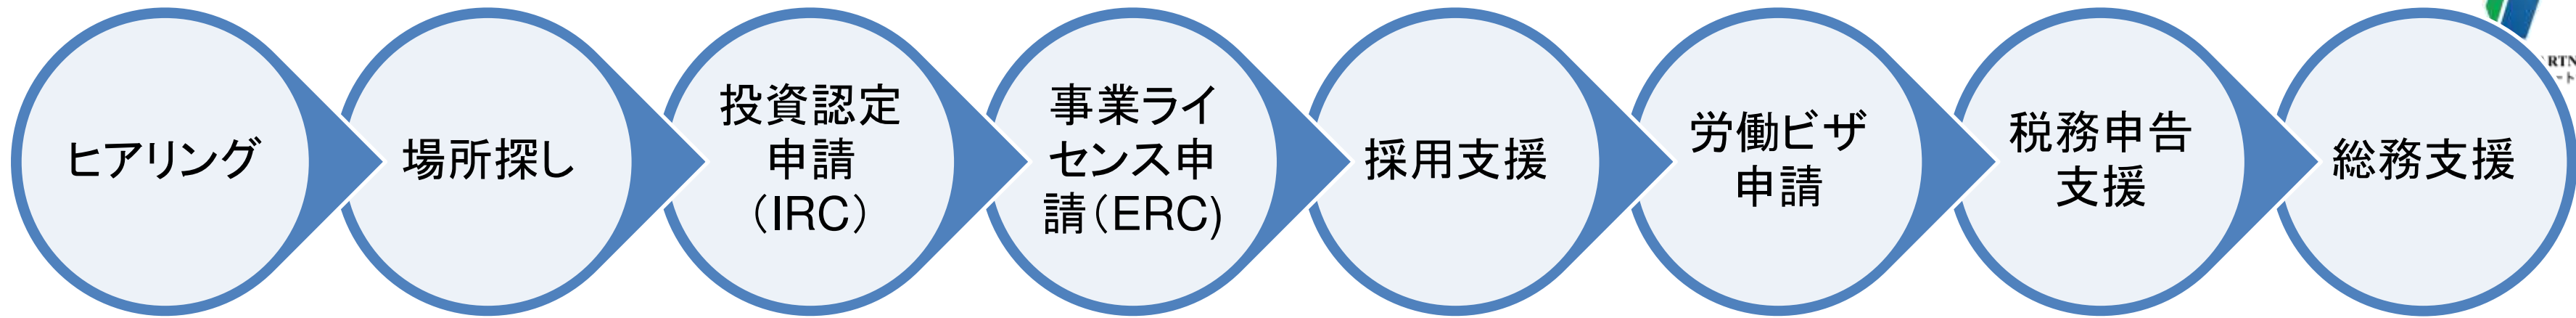 ヒアリング
場所探し
投資認定
申請
（IRC）
事業ライ
センス申
請（ERC)
採用支援
労働ビザ
申請
税務申告
支援
総務支援